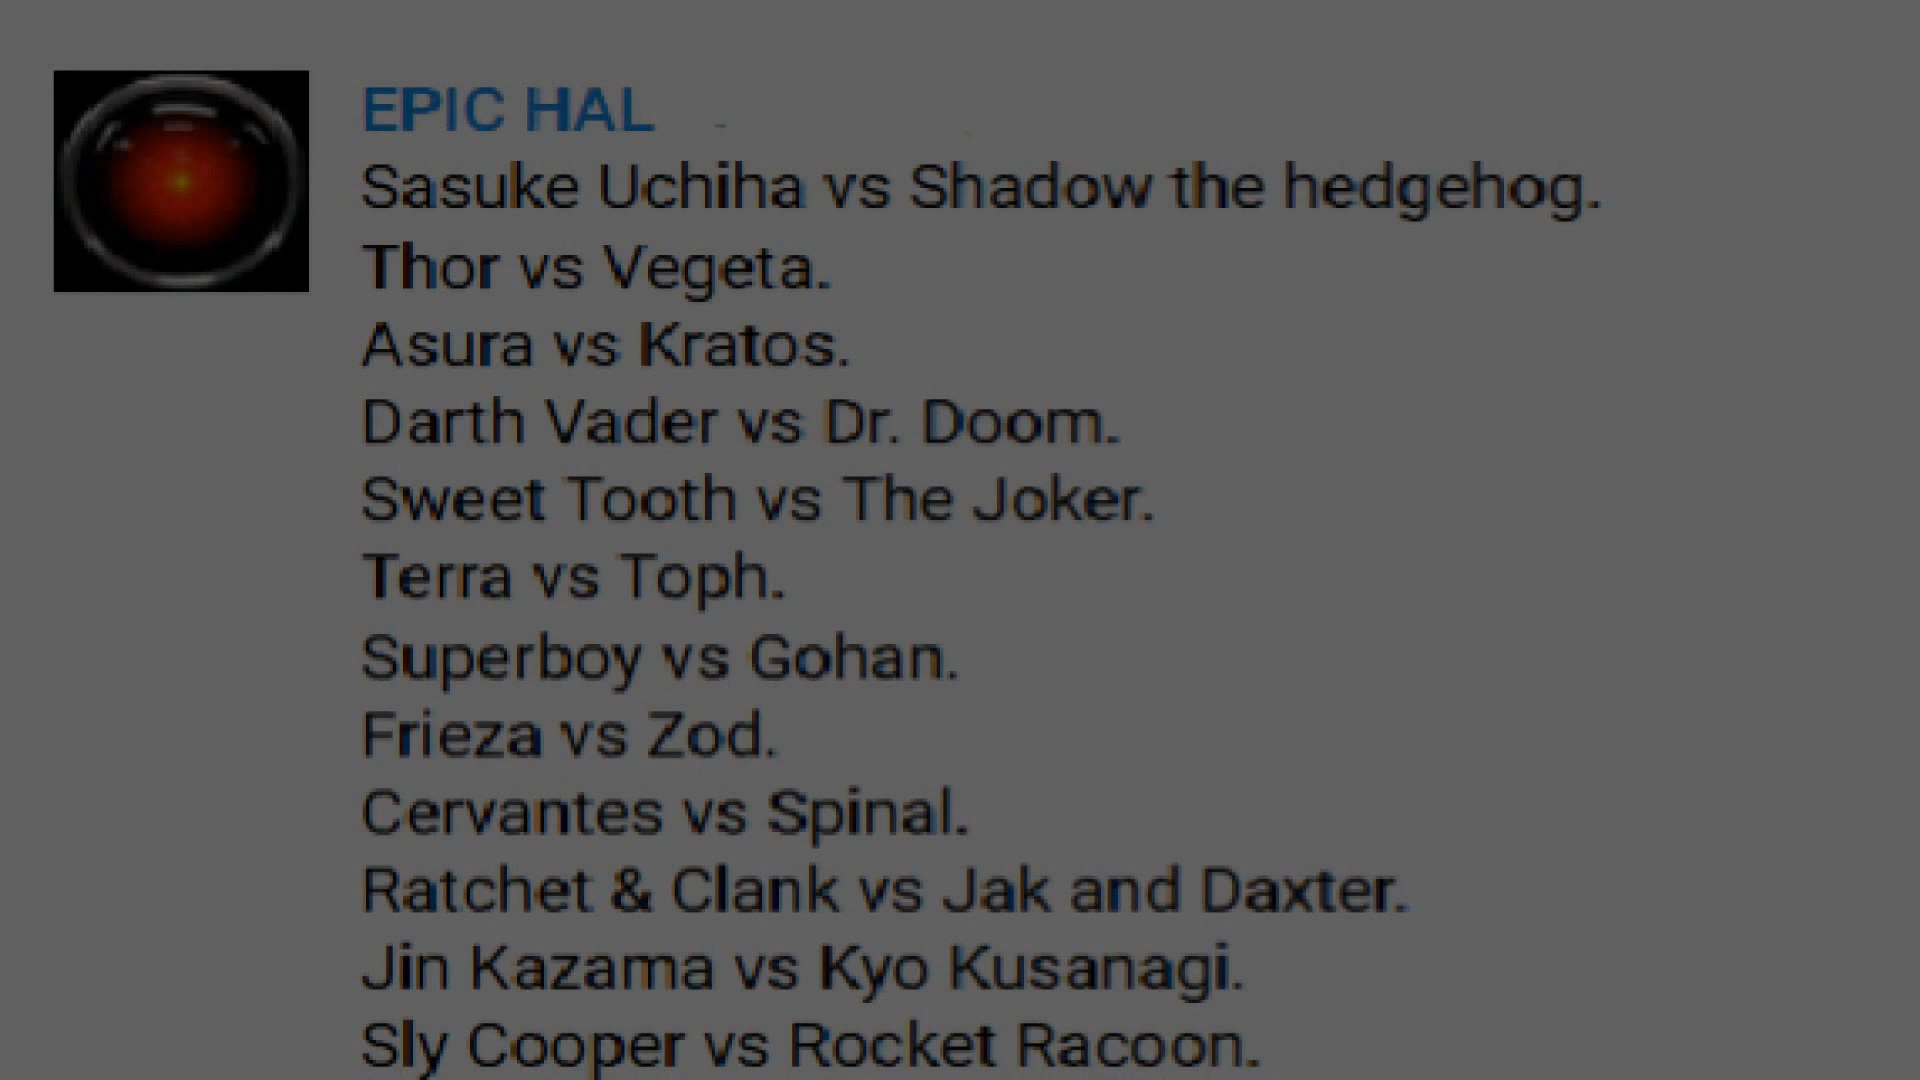 EPIC HAL
Sasuke Uchiha vs Shadow the hedgehog.
Thor vs Vegeta.
Asura vs Kratos.
Darth Vader vs Dr. Doom.
Sweet Tooth vs The Joker.
Terra vs Toph.
Superboy vs Gohan.
Frieza vs Zod.
Cervantes vs Spinal.
Ratchet & Clank vs Jak and Daxter.
Jin Kazama vs Kyo Kusanagi.
Sly Cooper vs Rocket Racoon.